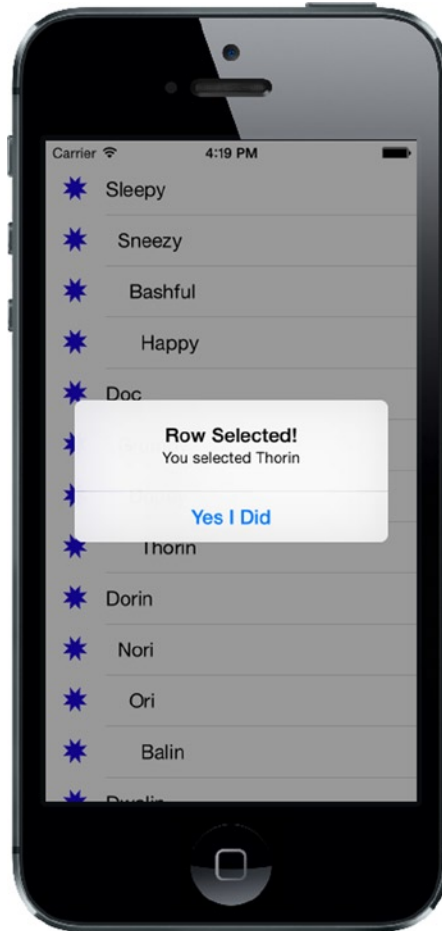 Carrier 4:19 PM
Sleepy
Sneezy
Bashful
Happy
Doc
Row Selected!
You selected Thorin
Yes I Did
Thorin
Dorin
Nori
Ori
Balin
Dwalin